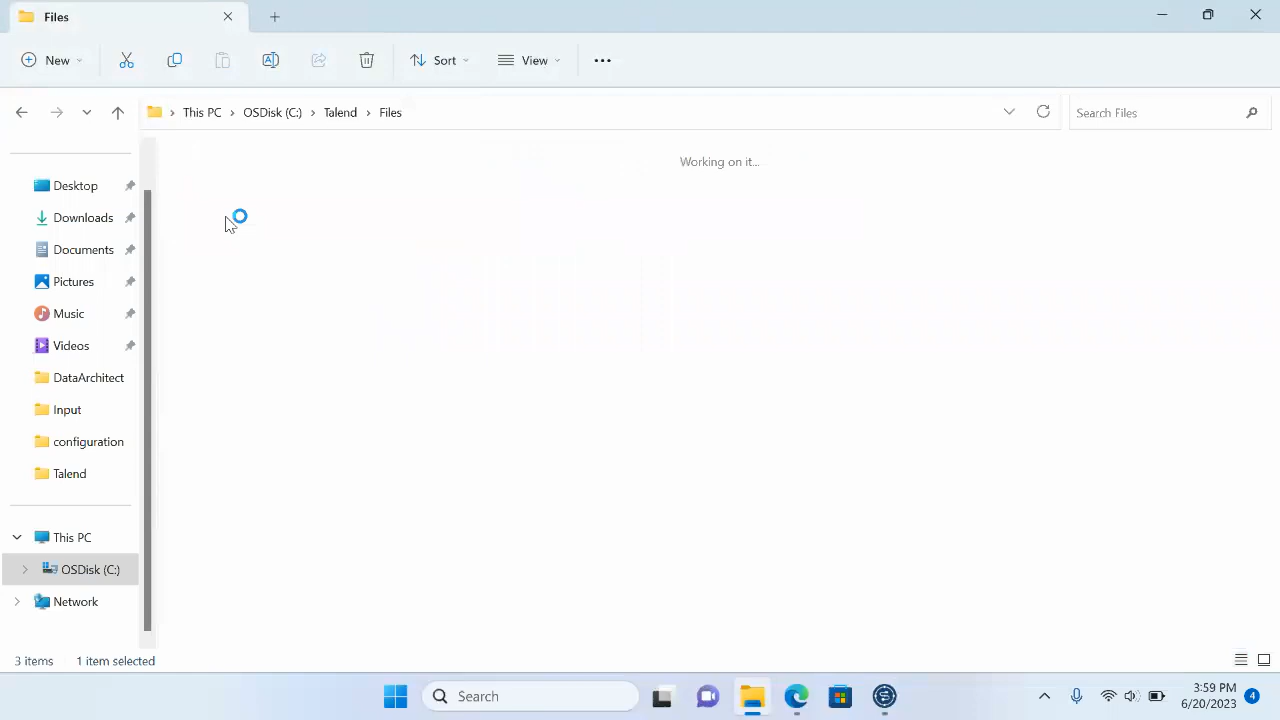 Files
New
Sort
View
This PC
OSDisk (C:)
Talend
Files
Search Files
Working on it...
Desktop
Downloads
Documents
Pictures
Music
Videos
DataArchitect
Input
configuration
Talend
This PC
OSDisk (C:)
Network
3 items
1 item selected
Search
3:59 PM
6/20/2023
4